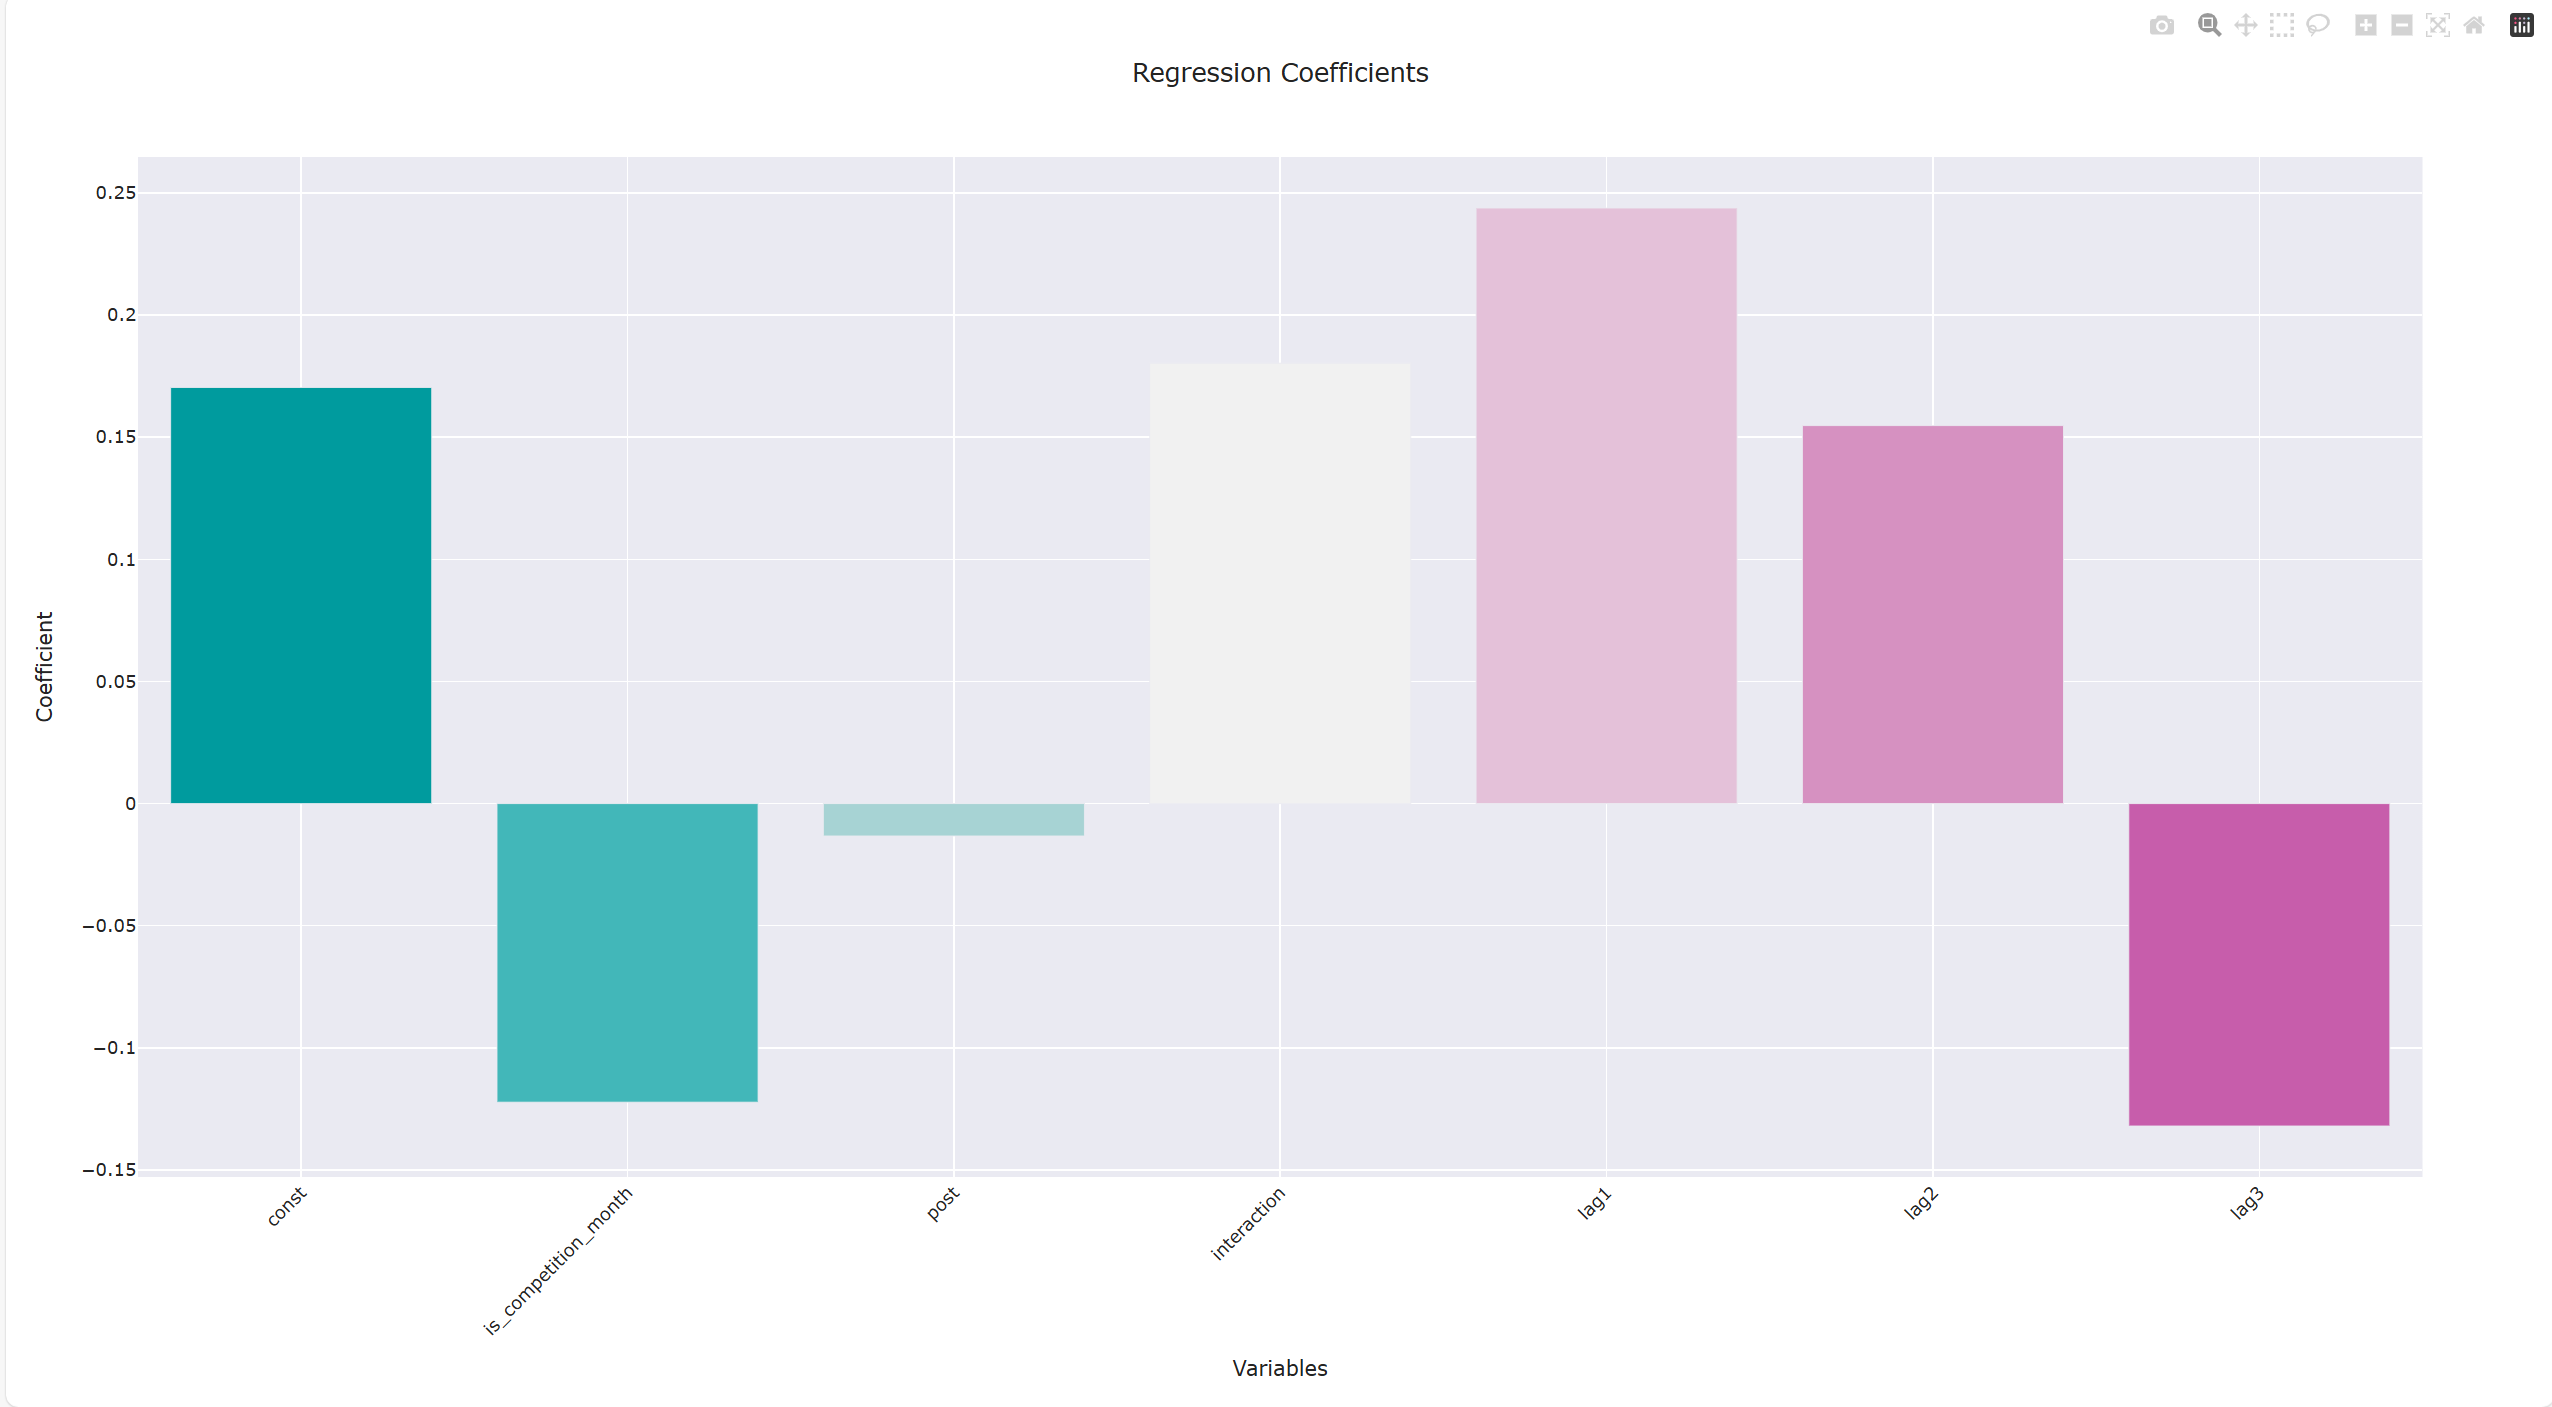 Regression Coefficients
0.25
0.2
0.15
0.1
0.05
0
−0.05
−0.1
−0.15
Coefficient
const
is_competition_month
post
interaction
lag1
lag2
lag3
Variables